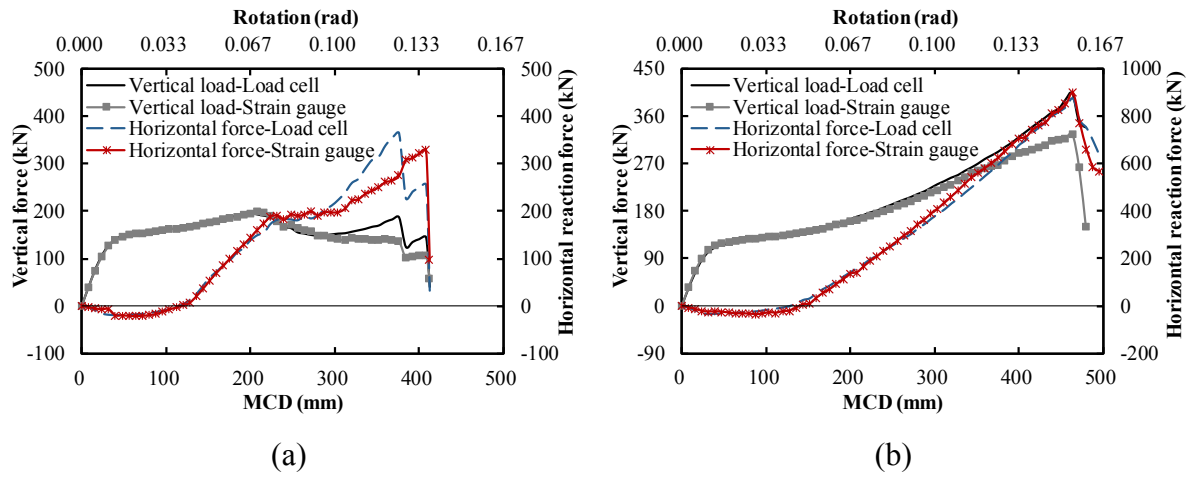 Rotation (rad)
0.000 0.033 0.067 0.100 0.133 0.167
500
400
300
200
100
0
-100
Vertical force (kN)
Vertical load-Load cell
Vertical load-Strain gauge
Horizontal force-Load cell
Horizontal force-Strain gauge
500
400
300
200
100
0
-100
Horizontal reaction force (kN)
0 100 200 300 400 500
MCD (mm)
(a)
Rotation (rad)
0.000 0.033 0.067 0.100 0.133 0.167
450
360
270
180
90
0
-90
Vertical force (kN)
Vertical load-Load cell
Vertical load-Strain gauge
Horizontal force-Load cell
Horizontal force-Strain gauge
1000
800
600
400
200
0
-200
Horizontal reaction force (kN)
0 100 200 300 400 500
MCD (mm)
(b)